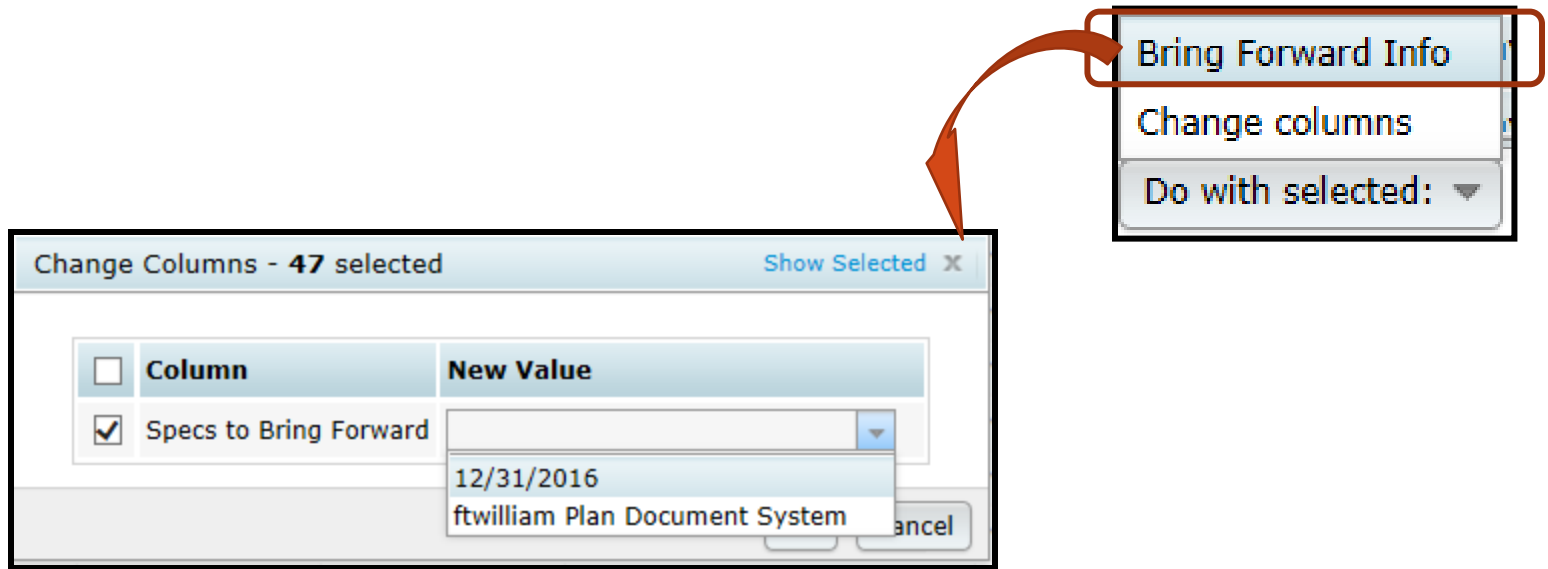 Bring Forward Info
Change columns
Do with selected:
Change Columns - 47 selected Show Selected X
Column New Value
Specs to Bring Forward
12/31/2016
ftwilliam Plan Document System
ancel